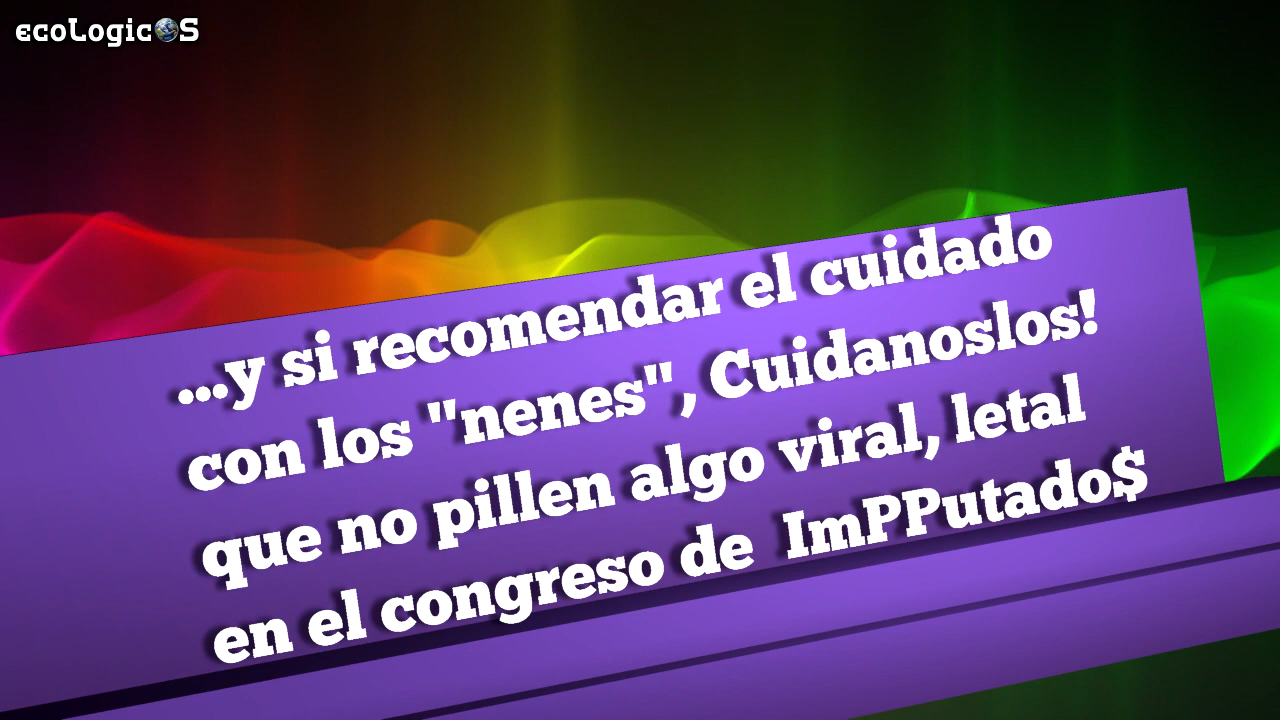 ecoLogicOS
...y si recomendar el cuidado
con los "nenes", Cuidanoslos!
que no pillen algo viral, letal
en el congreso de ImPPutado$